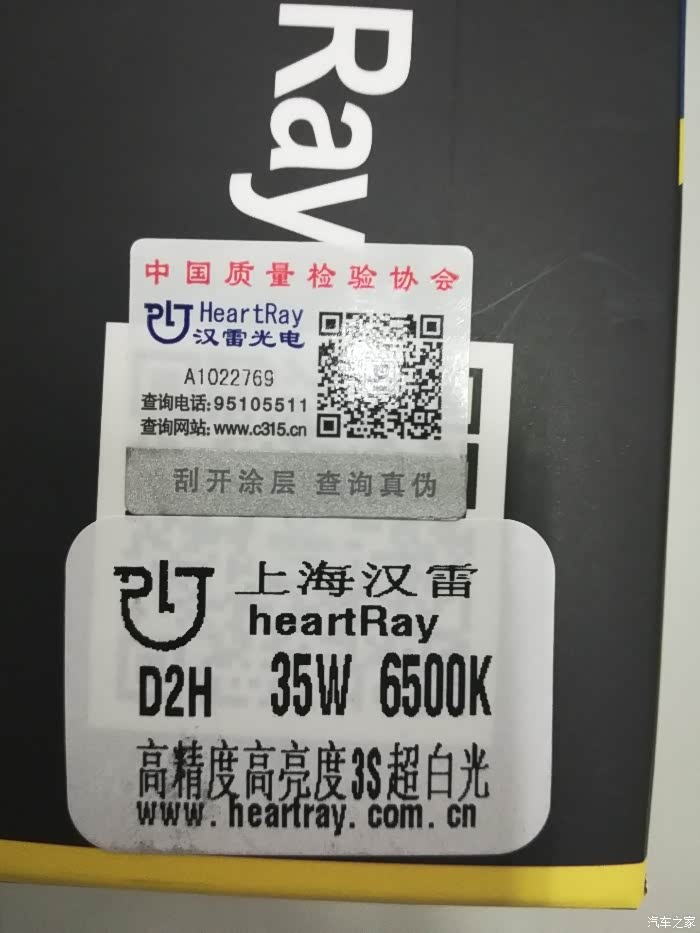 Ray
中国质量检验协会
HeartRay
汉雷光电
A1022769
查询电话:95105511
查询网站:www.c315.cn
刮开涂层 查询真伪
上海汉雷
heartRay
D2H 35W 6500K
高精度高亮度3S超白光
www.heartray.com.cn
汽车之家